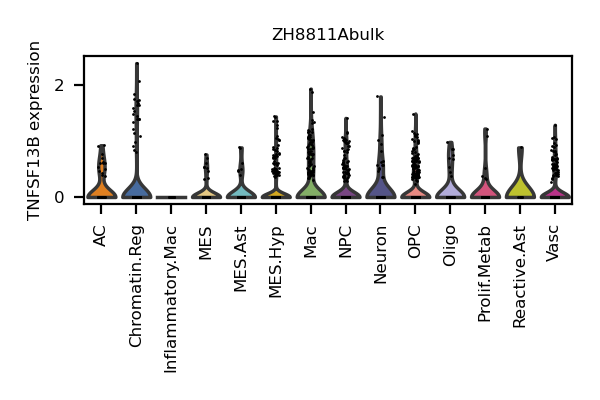 ZH8811Abulk
TNFSF13B expression
2
0
AC
Chromatin.Reg
Inflammatory.Mac
MES
MES.Ast
MES.Hyp
Mac
NPC
Neuron
OPC
Oligo
Prolif.Metab
Reactive.Ast
Vasc